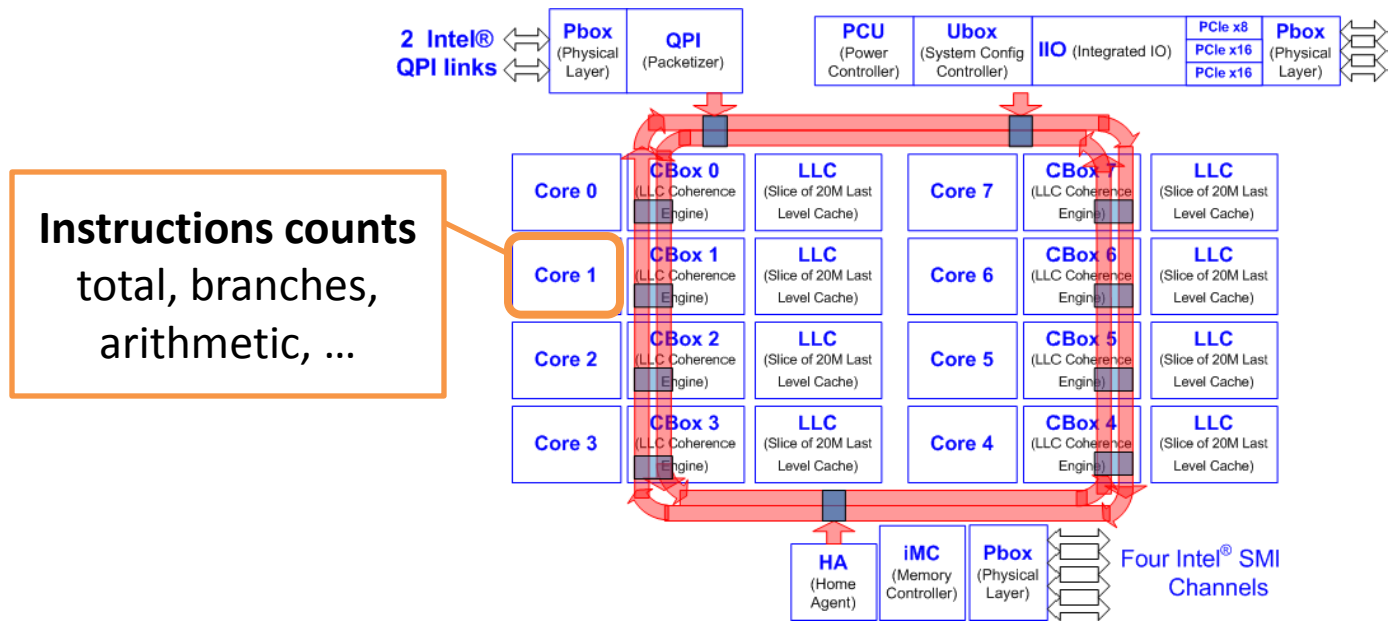 2 Intel®
QPI links
Pbox
(Physical
Layer)
QPI
(Packetizer)
PCU
(Power
Controller)
Ubox
(System Config
Controller)
IIO (Integrated IO)
PCIe x8
PCIe x16
PCIe x16
Pbox
(Physical
Layer)
Instructions counts
total, branches,
arithmetic, ...
Core 0
CBox 0
(LLC Coherence
Engine)
LLC
(Slice of 20M Last
Level Cache)
Core 7
CBox 7
(LLC Coherence
Engine)
LLC
(Slice of 20M Last
Level Cache)
Core 1
CBox 1
(LLC Coherence
Engine)
LLC
(Slice of 20M Last
Level Cache)
Core 6
CBox 6
(LLC Coherence
Engine)
LLC
(Slice of 20M Last
Level Cache)
Core 2
CBox 2
(LLC Coherence
Engine)
LLC
(Slice of 20M Last
Level Cache)
Core 5
CBox 5
(LLC Coherence
Engine)
LLC
(Slice of 20M Last
Level Cache)
Core 3
CBox 3
(LLC Coherence
Engine)
LLC
(Slice of 20M Last
Level Cache)
Core 4
CBox 4
(LLC Coherence
Engine)
LLC
(Slice of 20M Last
Level Cache)
HA
(Home
Agent)
iMC
(Memory
Controller)
Pbox
(Physical
Layer)
Four Intel® SMI
Channels